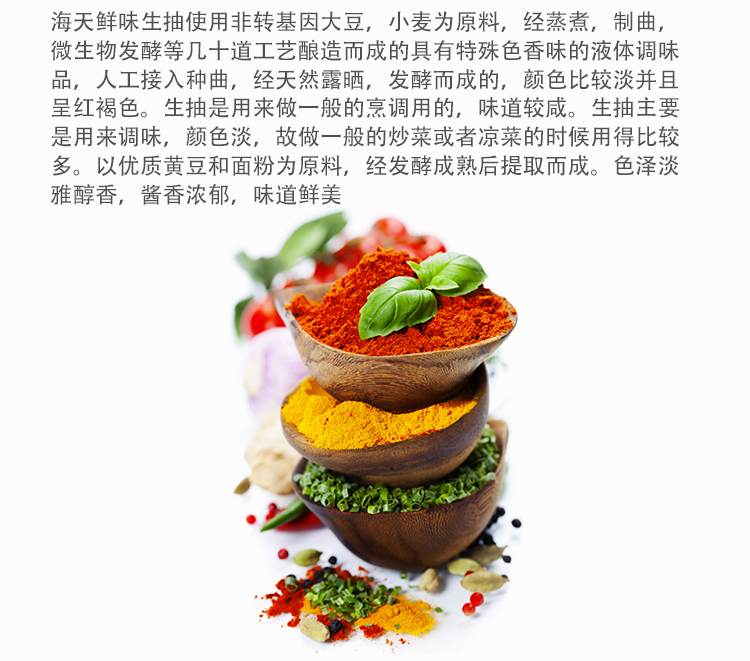 海天鲜味生抽使用非转基因大豆，小麦为原料，经蒸煮，制曲，
微生物发酵等几十道工艺酿造而成的具有特殊色香味的液体调味
品，人工接入种曲，经天然露晒，发酵而成的，颜色比较淡并且
呈红褐色。生抽是用来做一般的烹调用的，味道较咸。生抽主要
是用来调味，颜色淡，故做一般的炒菜或者凉菜的时候用得比较
多。以优质黄豆和面粉为原料，经发酵成熟后提取而成。色泽淡
雅醇香，酱香浓郁，味道鲜美